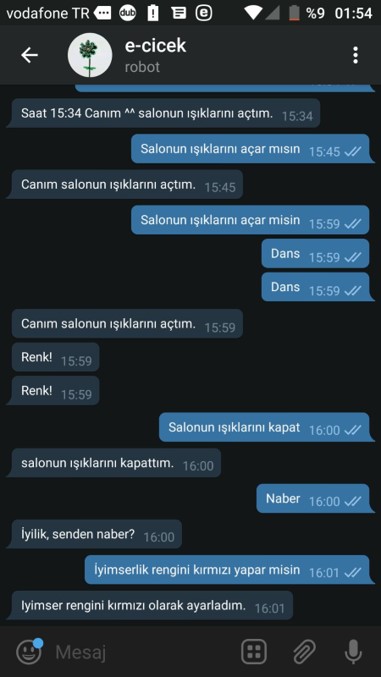 vodafone TR dub %9 01:54
e-cicek
robot
Saat 15:34 Canım ^^ salonun ışıklarını açtım. 15:34
Salonun ışıklarını açar mısın 15:45
Canım salonun ışıklarını açtım. 15:45
Salonun ışıklarını açar misin 15:59
Dans 15:59
Dans 15:59
Canım salonun ışıklarını açtım. 15:59
Renk! 15:59
Renk! 15:59
Salonun ışıklarını kapat 16:00
salonun ışıklarını kapattım. 16:00
Naber 16:00
İyilik, senden naber? 16:00
İyimserlik rengini kırmızı yapar misin 16:01
Iyimser rengini kırmızı olarak ayarladım. 16:01
Mesaj